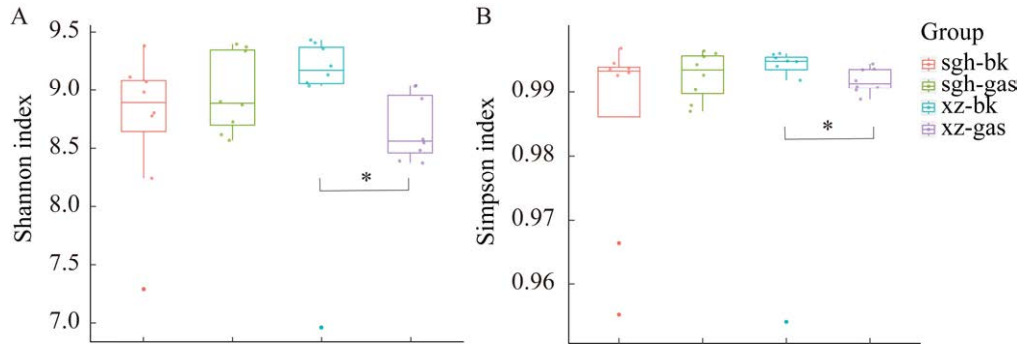 A
Shannon index
9.5
9.0
8.5
8.0
7.5
7.0
*
B
Simpson index
0.99
0.98
0.97
0.96
*
Group
sgh-bk
sgh-gas
xz-bk
xz-gas